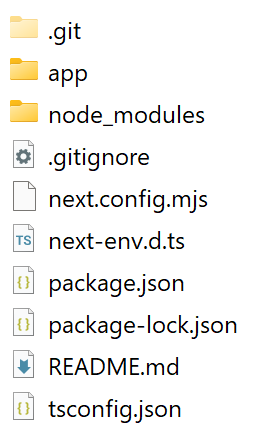 .git
app
node_modules
.gitignore
next.config.mjs
TS next-env.d.ts
{} package.json
{} package-lock.json
README.md
{} tsconfig.json